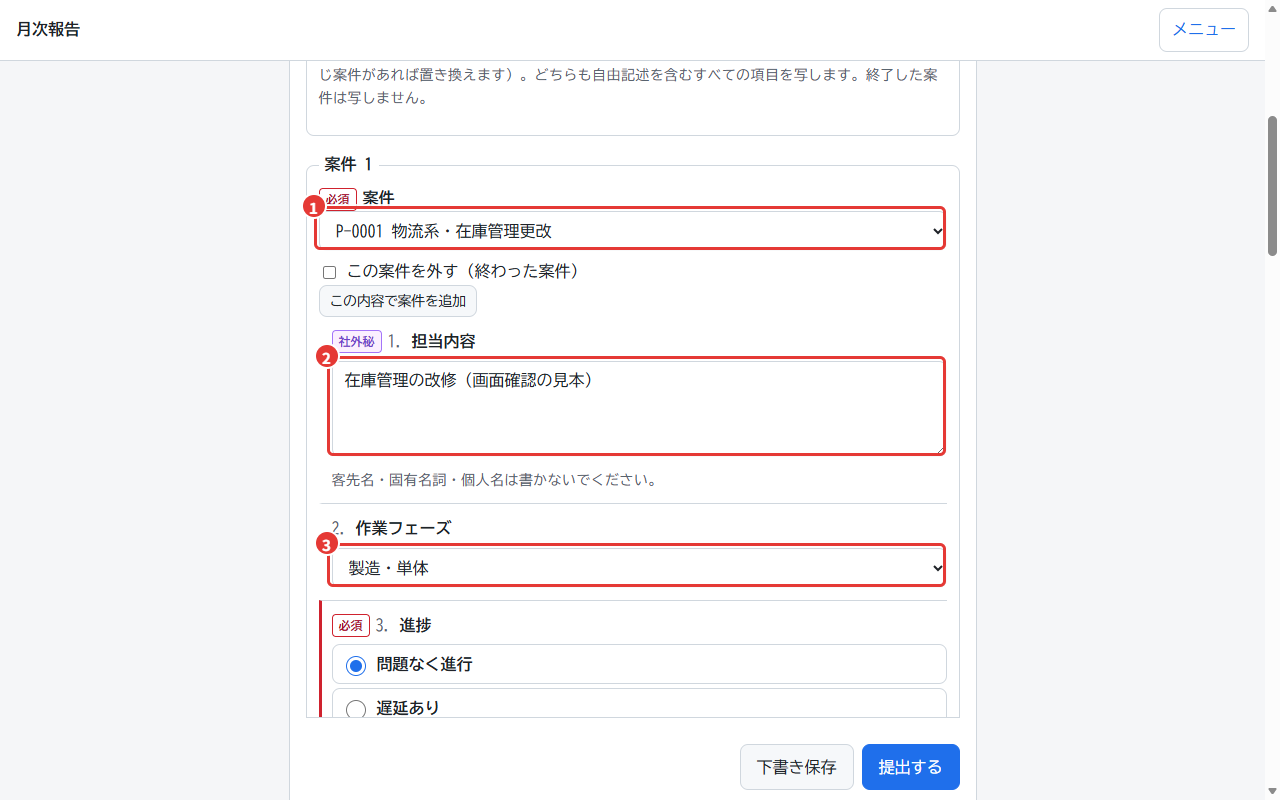 月次報告
メニュー
じ案件があれば置き換えます）。どちらも自由記述を含むすべての項目を写します。終了した案
件は写しません。
案件 1
必須 案件
1
P-0001 物流系・在庫管理更改
この案件を外す（終わった案件）
この内容で案件を追加
社外秘 1. 担当内容
2
在庫管理の改修（画面確認の見本）
客先名・固有名詞・個人名は書かないでください。
2. 作業フェーズ
3
製造・単体
必須 3. 進捗
問題なく進行
遅延あり
下書き保存
提出する